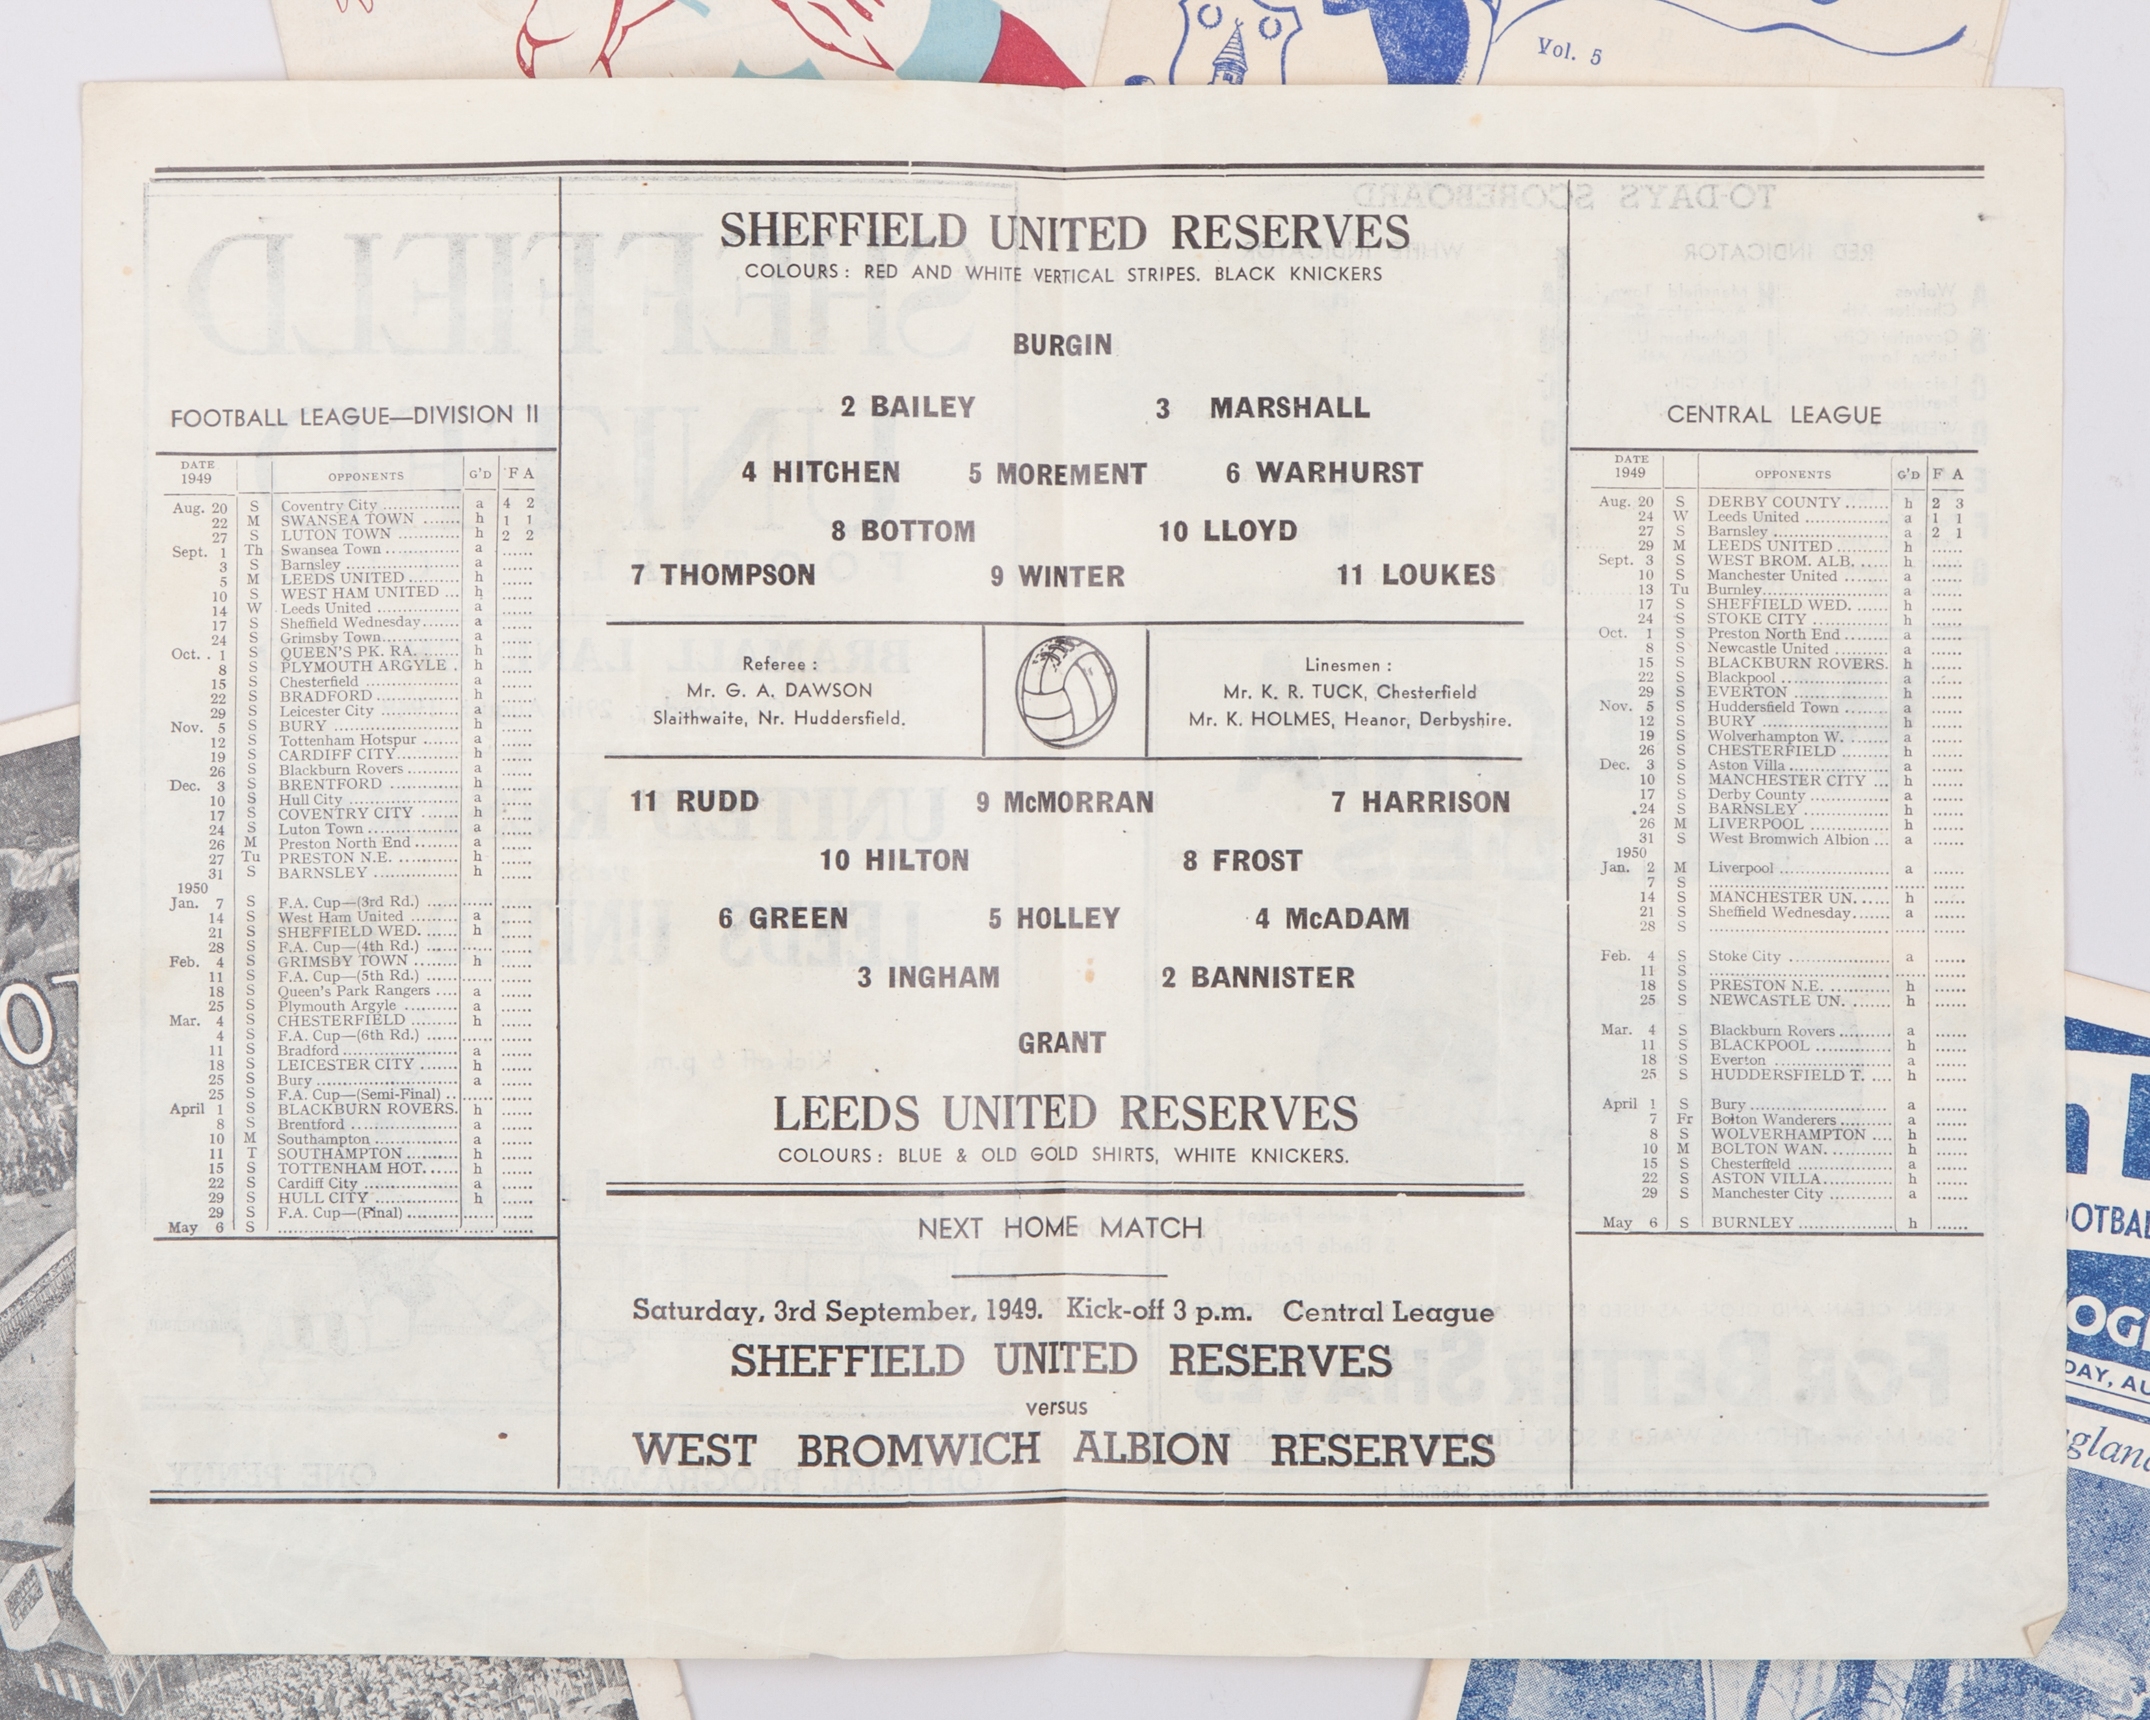 Vol. 5
SHEFFIELD UNITED RESERVES
COLOURS : RED AND WHITE VERTICAL STRIPES. BLACK KNICKERS
BURGIN
2 BAILEY 3 MARSHALL
4 HITCHEN 5 MOREMENT 6 WARHURST
8 BOTTOM 10 LLOYD
7 THOMPSON 9 WINTER 11 LOUKES
Referee :
Mr. G. A. DAWSON
Slaithwaite, Nr. Huddersfield.
Linesmen :
Mr. K. R. TUCK, Chesterfield
Mr. K. HOLMES, Heanor, Derbyshire.
11 RUDD 9 McMORRAN 7 HARRISON
10 HILTON 8 FROST
6 GREEN 5 HOLLEY 4 McADAM
3 INGHAM 2 BANNISTER
GRANT
LEEDS UNITED RESERVES
COLOURS : BLUE & OLD GOLD SHIRTS, WHITE KNICKERS.
NEXT HOME MATCH
Saturday, 3rd September, 1949. Kick-off 3 p.m. Central League
SHEFFIELD UNITED RESERVES
versus
WEST BROMWICH ALBION RESERVES
FOOTBALL LEAGUE—DIVISION II
DATE 1949 OPPONENTS G'D F A
Aug. 20 S Coventry City ............... a 4 2
22 M SWANSEA TOWN ....... h 1 1
27 S LUTON TOWN ............ h 2 2
Sept. 1 Th Swansea Town .............. a ......
3 S Barnsley ..................... a ......
5 M LEEDS UNITED ........... h ......
10 S WEST HAM UNITED ... h ......
14 W Leeds United ............... a ......
17 S Sheffield Wednesday....... a ......
24 S Grimsby Town.............. a ......
Oct. . 1 S QUEEN'S PK. RA......... h ......
8 S PLYMOUTH ARGYLE . h ......
15 S Chesterfield ................. a ......
22 S BRADFORD ................ h ......
29 S Leicester City .............. a ......
Nov. 5 S BURY ........................ h ......
12 S Tottenham Hotspur ....... a ......
19 S CARDIFF CITY............. h ......
26 S Blackburn Rovers .......... a ......
Dec. 3 S BRENTFORD .............. h ......
10 S Hull City ..................... a ......
17 S COVENTRY CITY ....... h ......
24 S Luton Town ................. a ......
26 M Preston North End ........ a ......
27 Tu PRESTON N.E. ............ h ......
31 S BARNSLEY ................. h ......
1950
Jan. 7 S F.A. Cup—(3rd Rd.) ...... ......
14 S West Ham United ......... a ......
21 S SHEFFIELD WED. ...... h ......
28 S F.A. Cup—(4th Rd.) ...... ......
Feb. 4 S GRIMSBY TOWN ........ h ......
11 S F.A. Cup—(5th Rd.) ...... ......
18 S Queen's Park Rangers .... a ......
25 S Plymouth Argyle ........... a ......
Mar. 4 S CHESTERFIELD .......... h ......
4 S F.A. Cup—(6th Rd.) ...... ......
11 S Bradford ..................... a ......
18 S LEICESTER CITY ....... h ......
25 S Bury ........................... a ......
25 S F.A. Cup—(Semi-Final) .. ......
April 1 S BLACKBURN ROVERS. h ......
8 S Brentford .................... a ......
10 M Southampton ............... a ......
11 T SOUTHAMPTON ......... h ......
15 S TOTTENHAM HOT...... h ......
22 S Cardiff City ................. a ......
29 S HULL CITY ................ h ......
29 S F.A. Cup—(Final) .......... ......
May 6 S .............................. ......
CENTRAL LEAGUE
DATE 1949 OPPONENTS G'D F A
Aug. 20 S DERBY COUNTY ........ h 2 3
24 W Leeds United ............... a 1 1
27 S Barnsley ..................... a 2 1
29 M LEEDS UNITED .......... h ......
Sept. 3 S WEST BROM. ALB. ..... h ......
10 S Manchester United ........ a ......
13 Tu Burnley....................... a ......
17 S SHEFFIELD WED. ...... h ......
24 S STOKE CITY .............. h ......
Oct. 1 S Preston North End ........ a ......
8 S Newcastle United .......... a ......
15 S BLACKBURN ROVERS. h ......
22 S Blackpool .................... a ......
29 S EVERTON .................. h ......
Nov. 5 S Huddersfield Town ........ a ......
12 S BURY ........................ h ......
19 S Wolverhampton W. ....... a ......
26 S CHESTERFIELD .......... h ......
Dec. 3 S Aston Villa .................. a ......
10 S MANCHESTER CITY ... h ......
17 S Derby County .............. a ......
24 S BARNSLEY ................ h ......
26 M LIVERPOOL ............... h ......
31 S West Bromwich Albion ... a ......
1950
Jan. 2 M Liverpool .................... a ......
7 S .............................. ......
14 S MANCHESTER UN...... h ......
21 S Sheffield Wednesday....... a ......
28 S .............................. ......
Feb. 4 S Stoke City ................... a ......
11 S .............................. ......
18 S PRESTON N.E. ........... h ......
25 S NEWCASTLE UN. ........ h ......
Mar. 4 S Blackburn Rovers .......... a ......
11 S BLACKPOOL .............. h ......
18 S Everton ...................... a ......
25 S HUDDERSFIELD T. .... h ......
April 1 S Bury ........................... a ......
7 Fr Bolton Wanderers .......... a ......
8 S WOLVERHAMPTON .... h ......
10 M BOLTON WAN. ........... h ......
15 S Chesterfield ................. a ......
22 S ASTON VILLA............. h ......
29 S Manchester City ........... a ......
May 6 S BURNLEY .................. h ......
OTBAL
OG
DAY, AU
gland